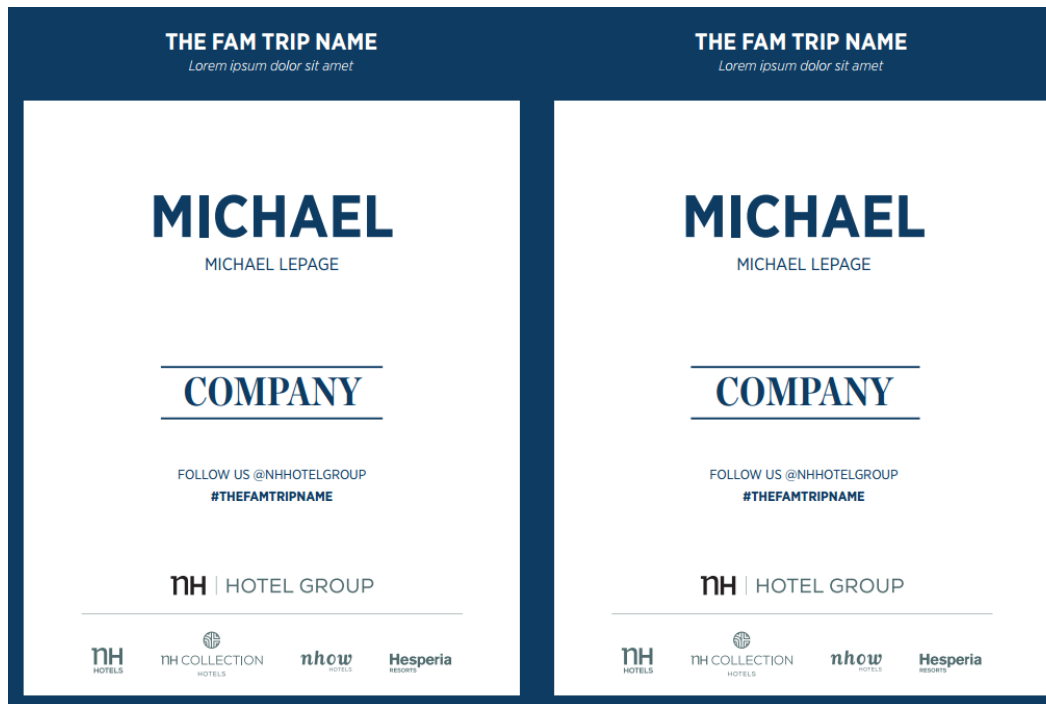 THE FAM TRIP NAME
Lorem ipsum dolor sit amet
MICHAEL
MICHAEL LEPAGE
COMPANY
FOLLOW US @NHHOTELGROUP
#THEFAMTRIPNAME
NH | HOTEL GROUP
NH HOTELS
NH COLLECTION HOTELS
nhow HOTELS
Hesperia RESORTS
THE FAM TRIP NAME
Lorem ipsum dolor sit amet
MICHAEL
MICHAEL LEPAGE
COMPANY
FOLLOW US @NHHOTELGROUP
#THEFAMTRIPNAME
NH | HOTEL GROUP
NH HOTELS
NH COLLECTION HOTELS
nhow HOTELS
Hesperia RESORTS